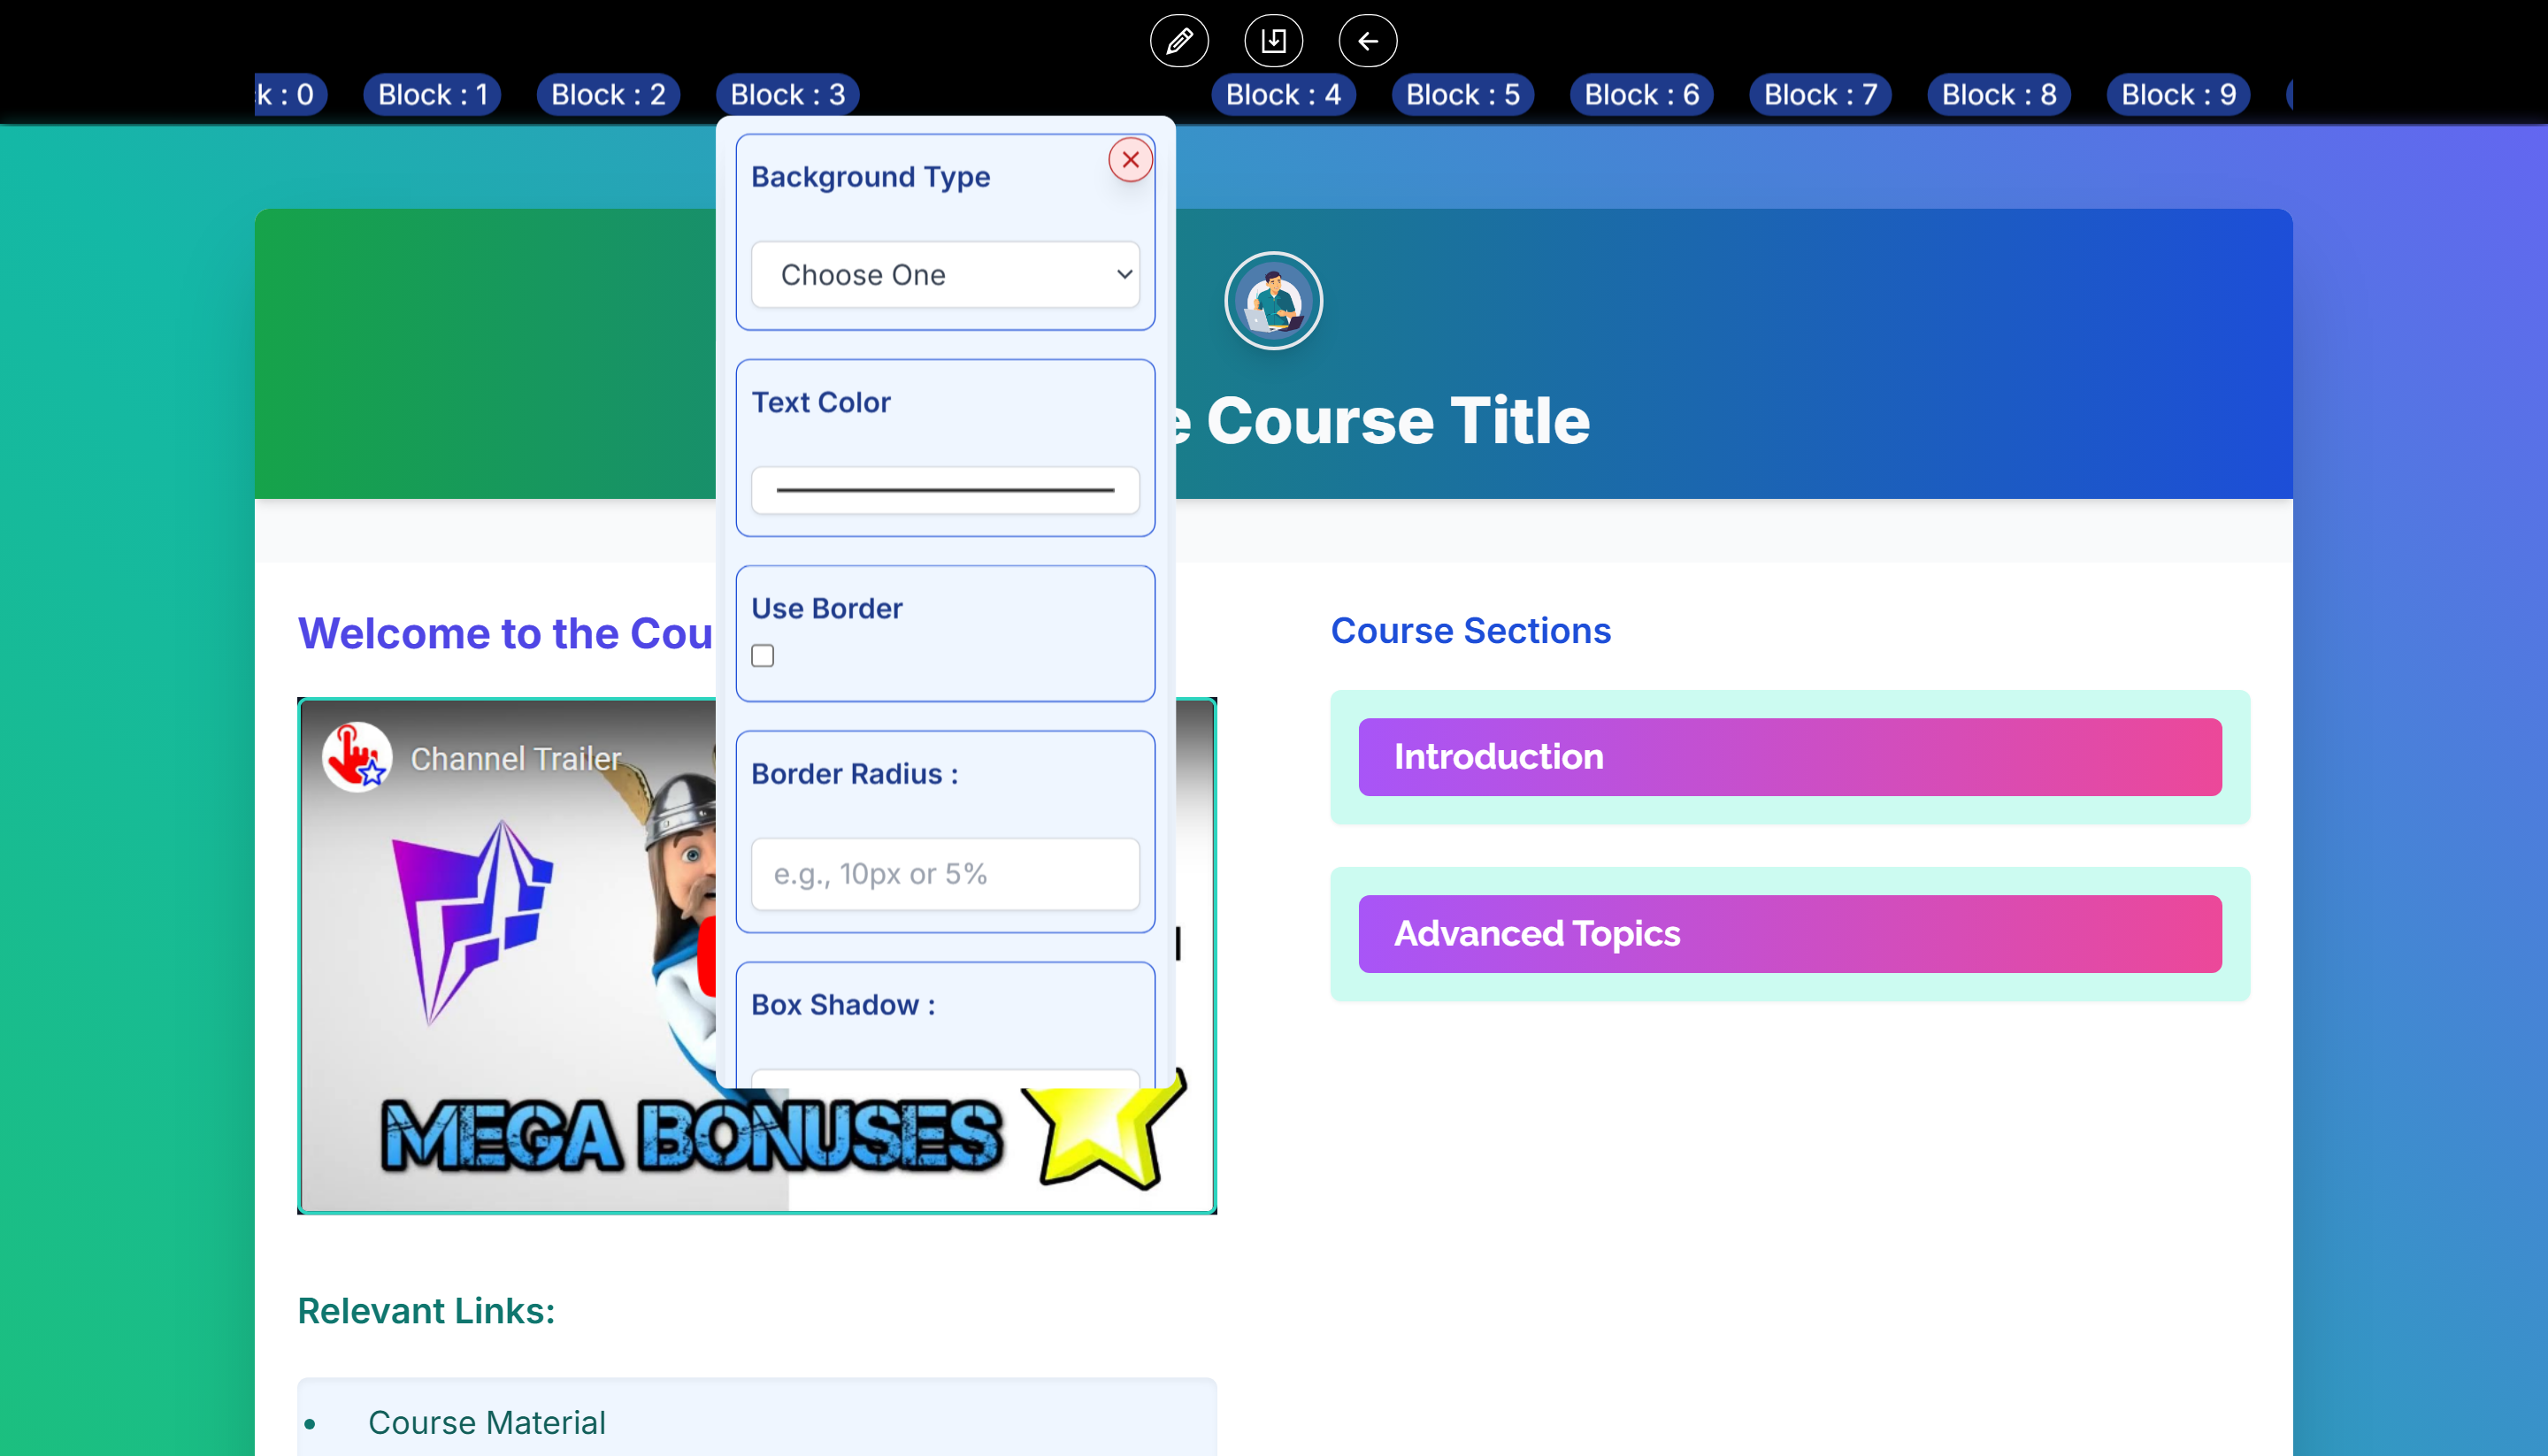 k : 0
Block : 1
Block : 2
Block : 3
Block : 4
Block : 5
Block : 6
Block : 7
Block : 8
Block : 9
Background Type
Choose One
Text Color
Use Border
Border Radius :
e.g., 10px or 5%
Box Shadow :
e Course Title
Welcome to the Cou
Channel Trailer
MEGA BONUSES
Relevant Links:
Course Material
Course Sections
Introduction
Advanced Topics